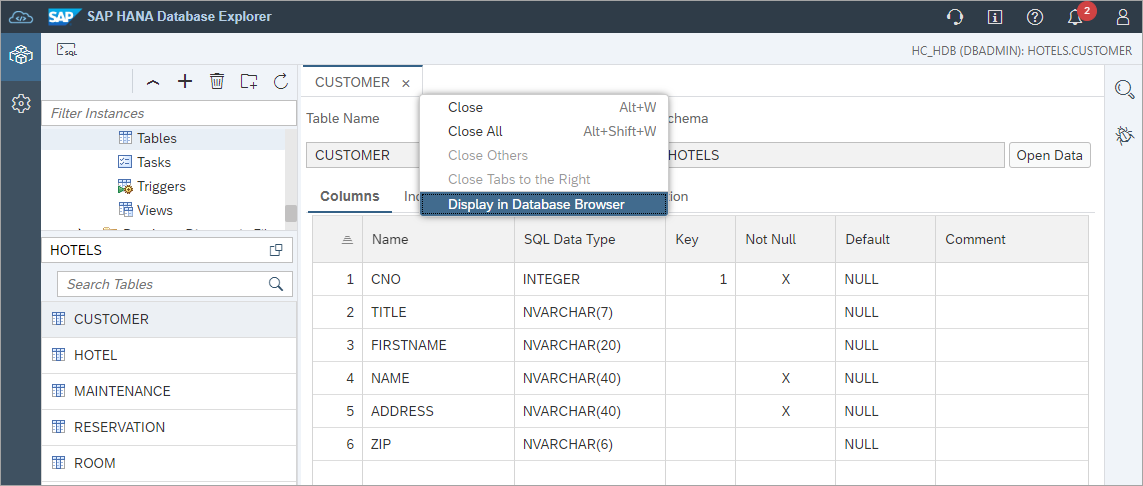 SAP SAP HANA Database Explorer 2
SQL HC_HDB (DBADMIN): HOTELS.CUSTOMER
Filter Instances
Tables
Tasks
Triggers
Views
HOTELS
Search Tables
CUSTOMER
HOTEL
MAINTENANCE
RESERVATION
ROOM
CUSTOMER ×
Close Alt+W
Close All Alt+Shift+W
Close Others
Close Tabs to the Right
Display in Database Browser
Table Name chema
CUSTOMER HOTELS Open Data
Columns Inc ion
Name SQL Data Type Key Not Null Default Comment
1 CNO INTEGER 1 X NULL
2 TITLE NVARCHAR(7) NULL
3 FIRSTNAME NVARCHAR(20) NULL
4 NAME NVARCHAR(40) X NULL
5 ADDRESS NVARCHAR(40) X NULL
6 ZIP NVARCHAR(6) NULL